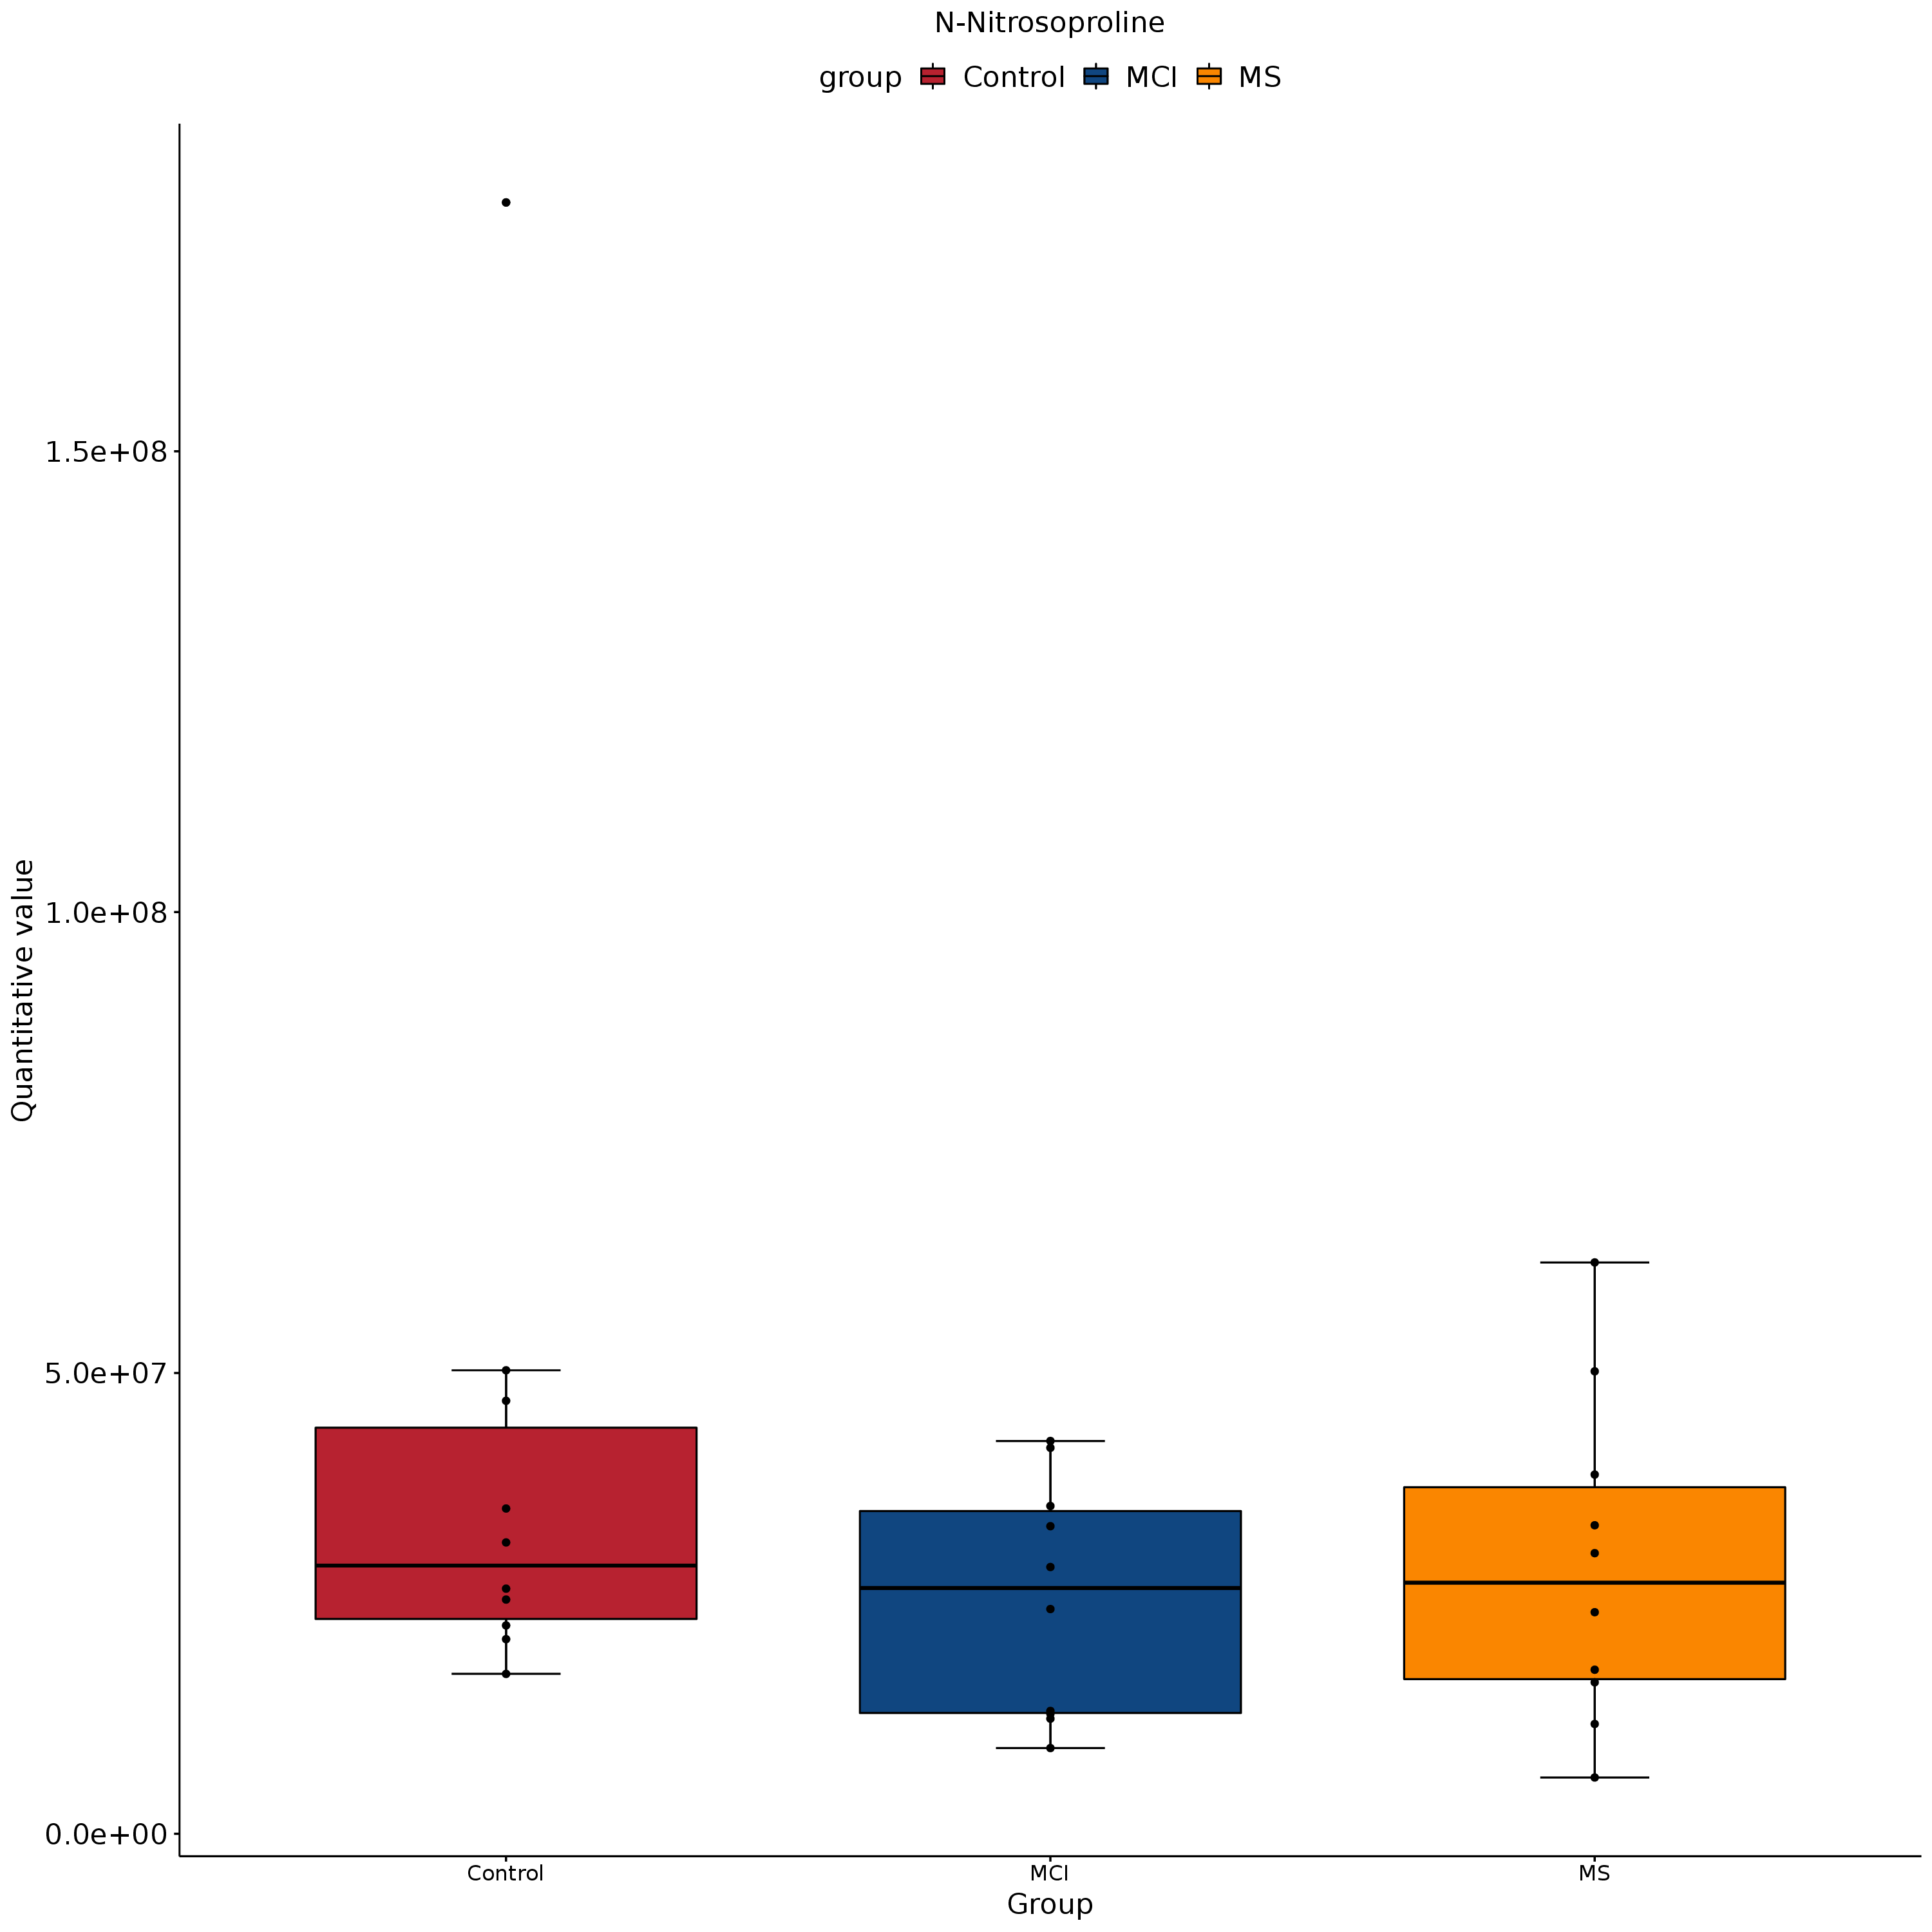 N-Nitrosoproline
group Control MCI MS
Quantitative value
1.5e+08
1.0e+08
5.0e+07
0.0e+00
Control MCI MS
Group